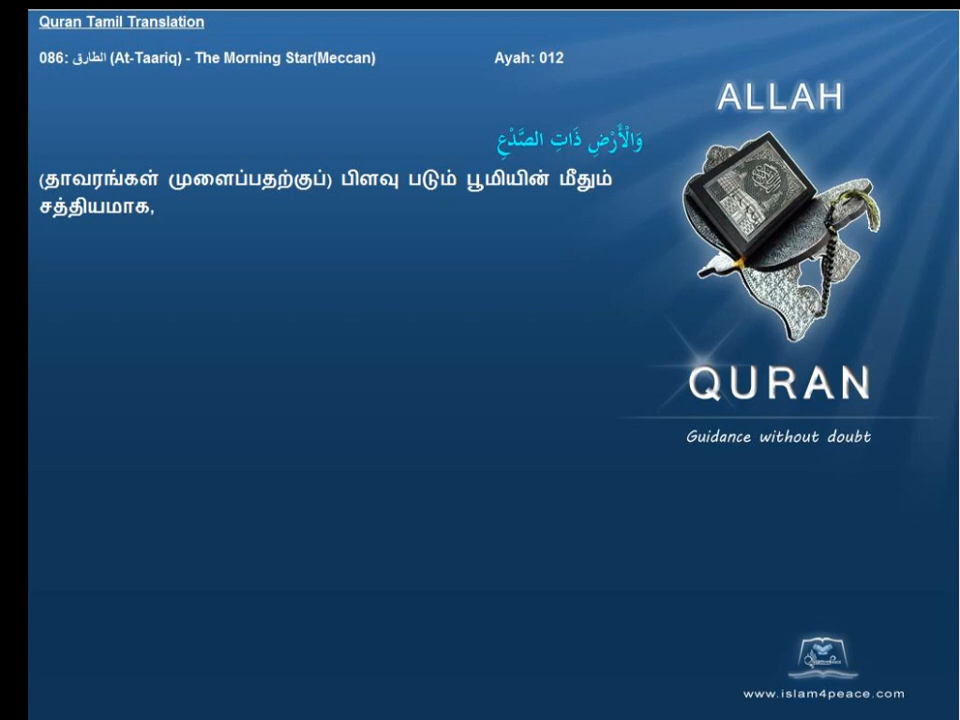 Quran Tamil Translation
086: الطارق (At-Taariq) - The Morning Star(Meccan) Ayah: 012
ALLAH
وَالْأَرْضِ ذَاتِ الصَّدْعِ
(தாவரங்கள் முளைப்பதற்குப்) பிளவு படும் பூமியின் மீதும்
சத்தியமாக,
QURAN
Guidance without doubt
www.islam4peace.com